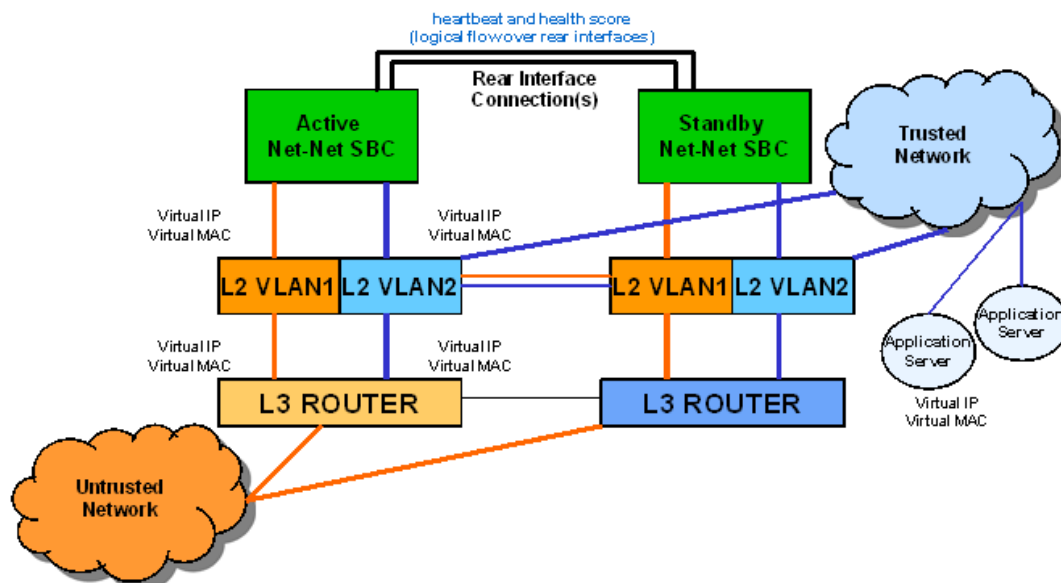 heartbeat and health score
(logical flowover rear interfaces)
Rear Interface
Connection(s)
Active
Net-Net SBC
Standby
Net-Net SBC
Trusted
Network
Virtual IP
Virtual MAC
Virtual IP
Virtual MAC
L2 VLAN1
L2 VLAN2
L2 VLAN1
L2 VLAN2
Application
Server
Application
Server
Virtual IP
Virtual MAC
Virtual IP
Virtual MAC
L3 ROUTER
L3 ROUTER
Virtual IP
Virtual MAC
Untrusted
Network